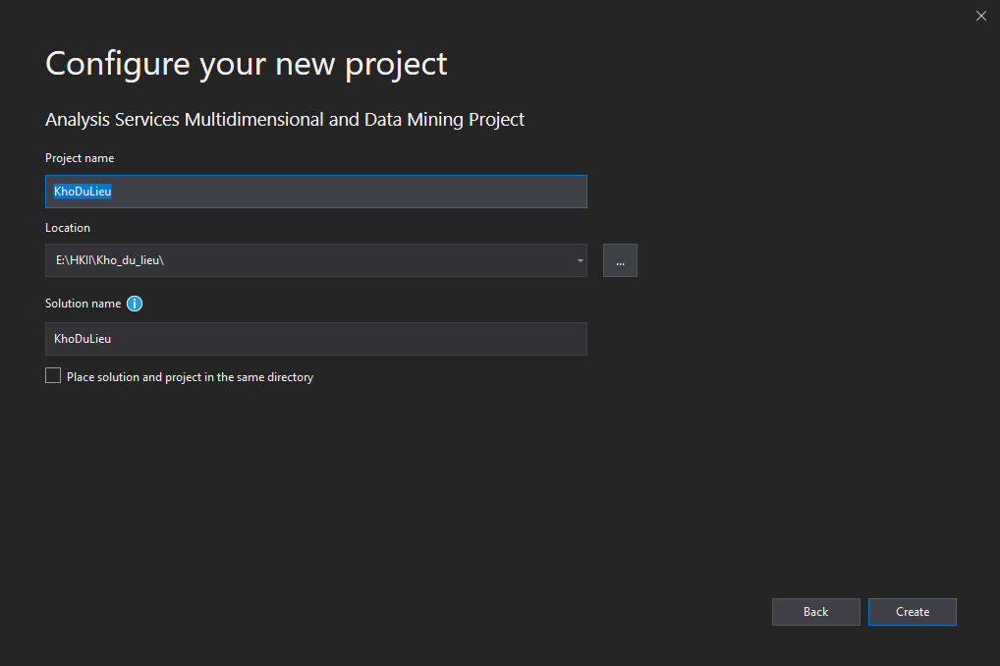 Configure your new project
Analysis Services Multidimensional and Data Mining Project
Project name
KhoDuLieu
Location
E:\HKII\Kho_du_lieu\
...
Solution name
KhoDuLieu
Place solution and project in the same directory
Back
Create